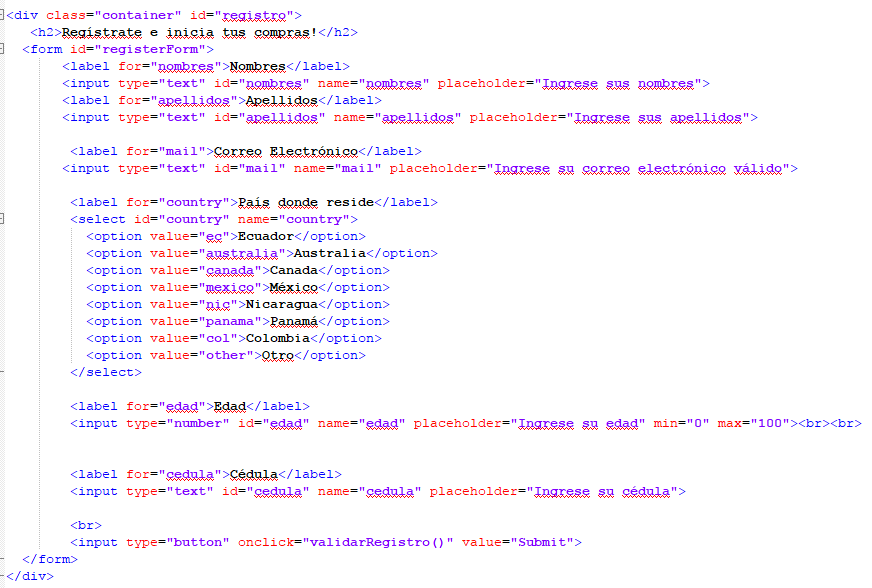 <div class="container" id="registro">
<h2>Regístrate e inicia tus compras!</h2>
<form id="registerForm">
<label for="nombres">Nombres</label>
<input type="text" id="nombres" name="nombres" placeholder="Ingrese sus nombres">
<label for="apellidos">Apellidos</label>
<input type="text" id="apellidos" name="apellidos" placeholder="Ingrese sus apellidos">
<label for="mail">Correo Electrónico</label>
<input type="text" id="mail" name="mail" placeholder="Ingrese su correo electrónico válido">
<label for="country">País donde reside</label>
<select id="country" name="country">
<option value="ec">Ecuador</option>
<option value="australia">Australia</option>
<option value="canada">Canada</option>
<option value="mexico">México</option>
<option value="nic">Nicaragua</option>
<option value="panama">Panamá</option>
<option value="col">Colombia</option>
<option value="other">Otro</option>
</select>
<label for="edad">Edad</label>
<input type="number" id="edad" name="edad" placeholder="Ingrese su edad" min="0" max="100"><br><br>
<label for="cedula">Cédula</label>
<input type="text" id="cedula" name="cedula" placeholder="Ingrese su cédula">
<br>
<input type="button" onclick="validarRegistro()" value="Submit">
</form>
</div>